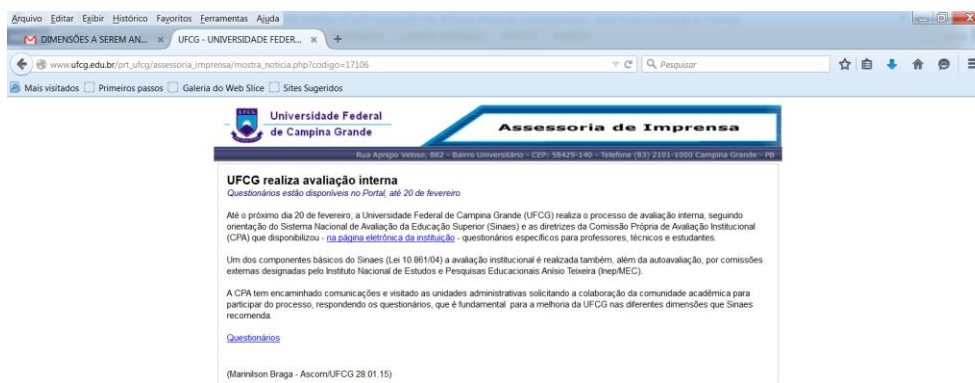 Arquivo Editar Exibir Histórico Favoritos Ferramentas Ajuda
DIMENSÕES A SEREM AN... × UFCG - UNIVERSIDADE FEDER... × +
www.ufcg.edu.br/prt_ufcg/assessoria_imprensa/mostra_noticia.php?codigo=17106 Pesquisar
Mais visitados Primeiros passos Galeria do Web Slice Sites Sugeridos
UFCG
Universidade Federal
de Campina Grande
Assessoria de Imprensa
Rua Aprígio Veloso, 882 - Bairro Universitário - CEP: 58429-140 - Telefone (83) 2101-1000 Campina Grande - PB
UFCG realiza avaliação interna
Questionários estão disponíveis no Portal, até 20 de fevereiro
Até o próximo dia 20 de fevereiro, a Universidade Federal de Campina Grande (UFCG) realiza o processo de avaliação interna, seguindo
orientação do Sistema Nacional de Avaliação da Educação Superior (Sinaes) e as diretrizes da Comissão Própria de Avaliação Institucional
(CPA) que disponibilizou - na página eletrônica da instituição - questionários específicos para professores, técnicos e estudantes.
Um dos componentes básicos do Sinaes (Lei 10.861/04) a avaliação institucional é realizada também, além da autoavaliação, por comissões
externas designadas pelo Instituto Nacional de Estudos e Pesquisas Educacionais Anísio Teixeira (Inep/MEC).
A CPA tem encaminhado comunicações e visitado as unidades administrativas solicitando a colaboração da comunidade acadêmica para
participar do processo, respondendo os questionários, que é fundamental para a melhoria da UFCG nas diferentes dimensões que Sinaes
recomenda.
Questionários
(Marinilson Braga - Ascom/UFCG 28.01.15)